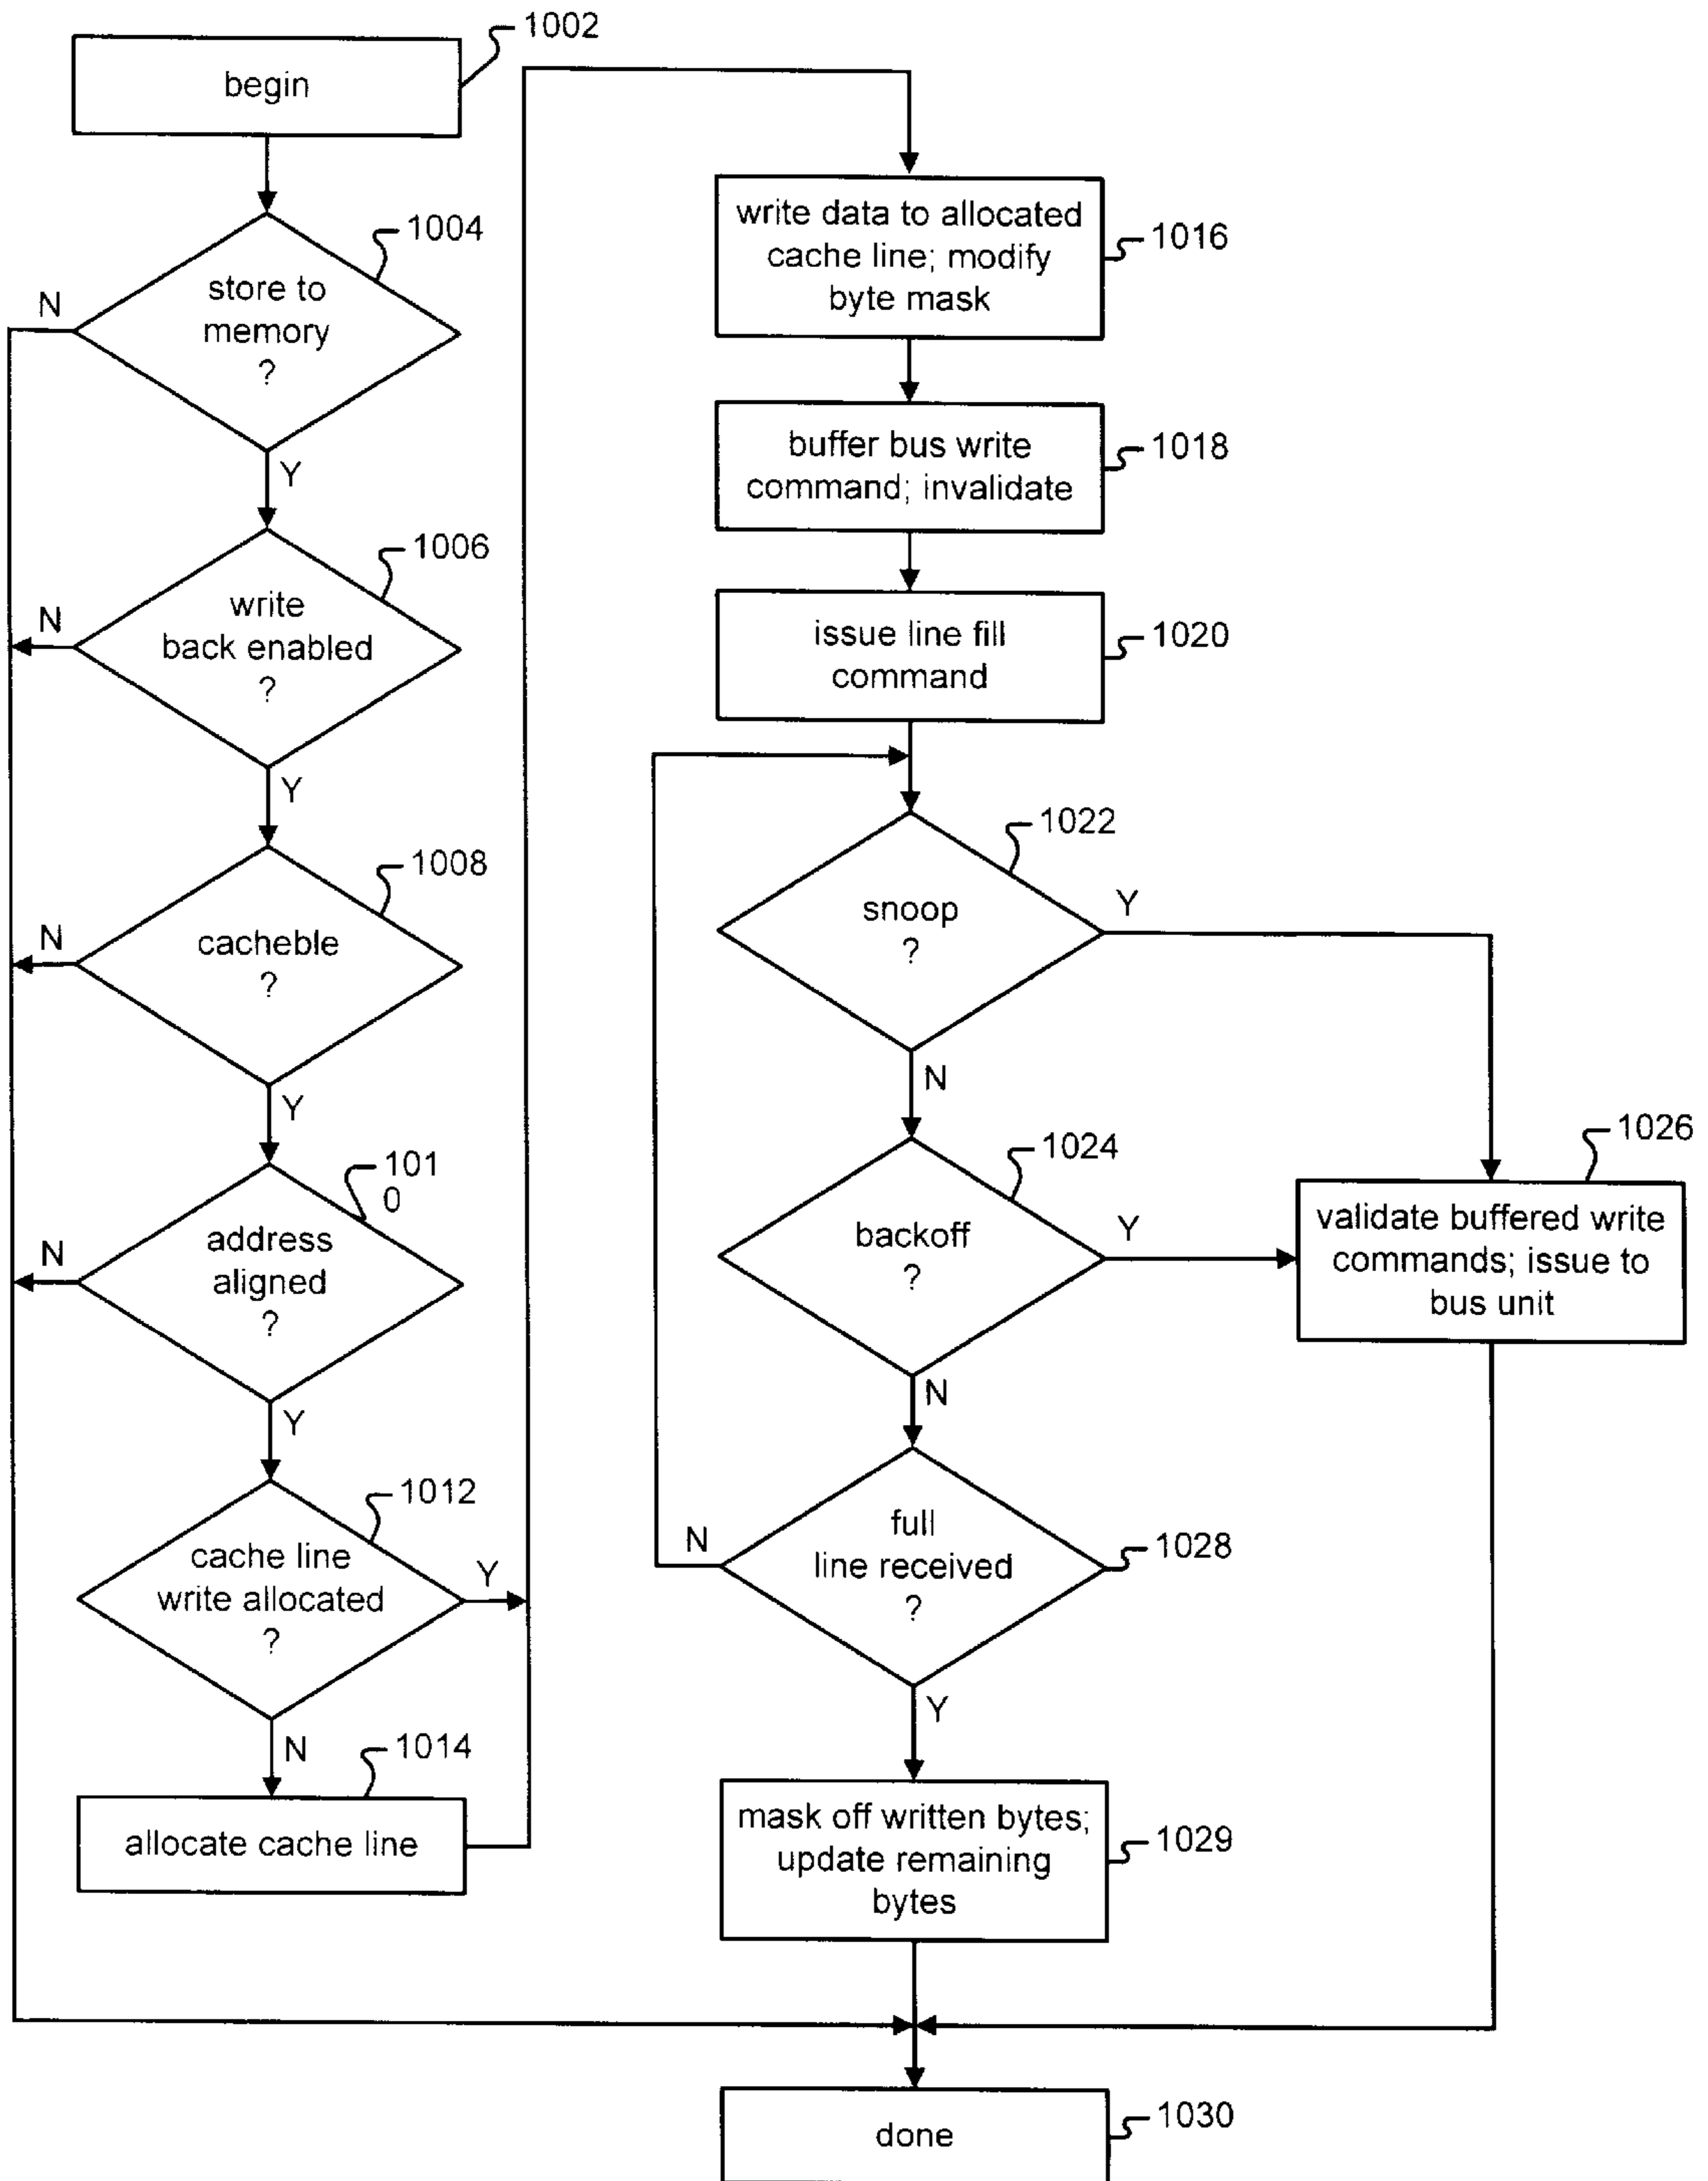 1002
begin
1004
store to
memory
?
N
Y
1006
write
back enabled
?
N
Y
1008
cacheble
?
N
Y
101
0
address
aligned
?
N
Y
1012
cache line
write allocated
?
Y
N
1014
allocate cache line
write data to allocated
cache line; modify
byte mask
1016
buffer bus write
command; invalidate
1018
issue line fill
command
1020
1022
snoop
?
Y
N
1024
backoff
?
Y
N
1026
validate buffered write
commands; issue to
bus unit
full
line received
?
1028
N
Y
mask off written bytes;
update remaining
bytes
1029
done
1030